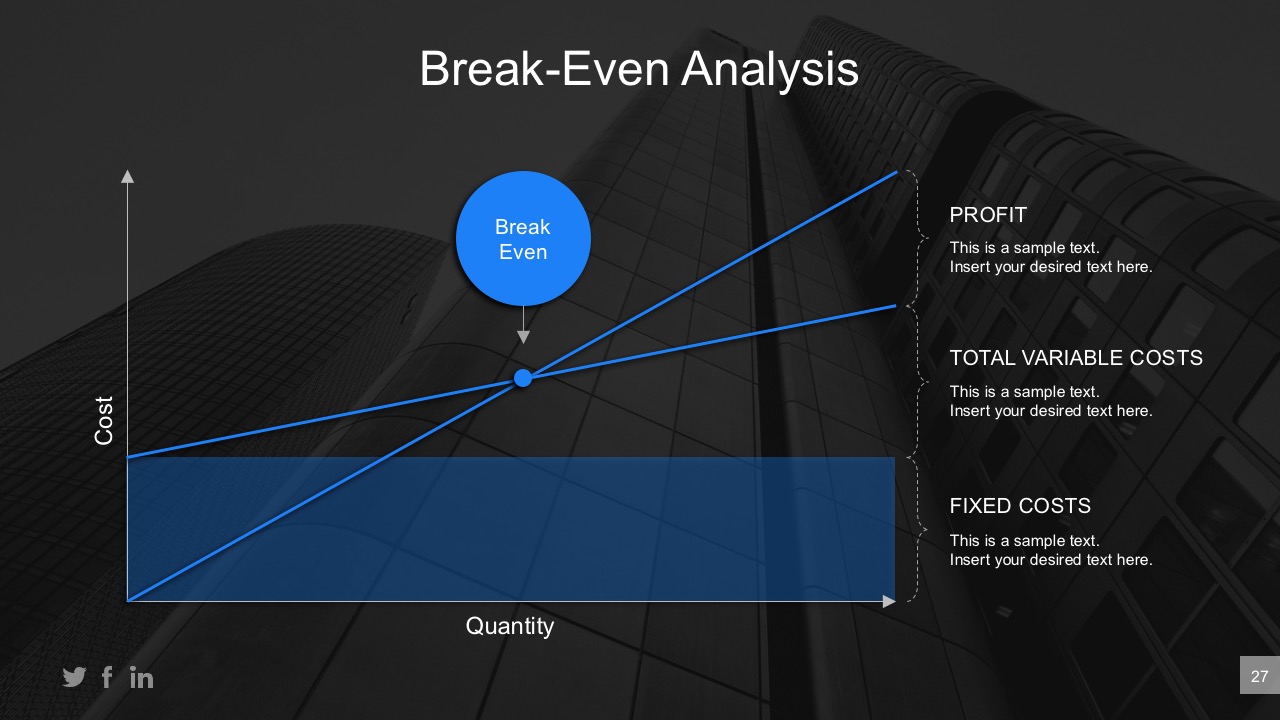 Break-Even Analysis
Break
Even
Cost
Quantity
PROFIT
This is a sample text.
Insert your desired text here.
TOTAL VARIABLE COSTS
This is a sample text.
Insert your desired text here.
FIXED COSTS
This is a sample text.
Insert your desired text here.
27